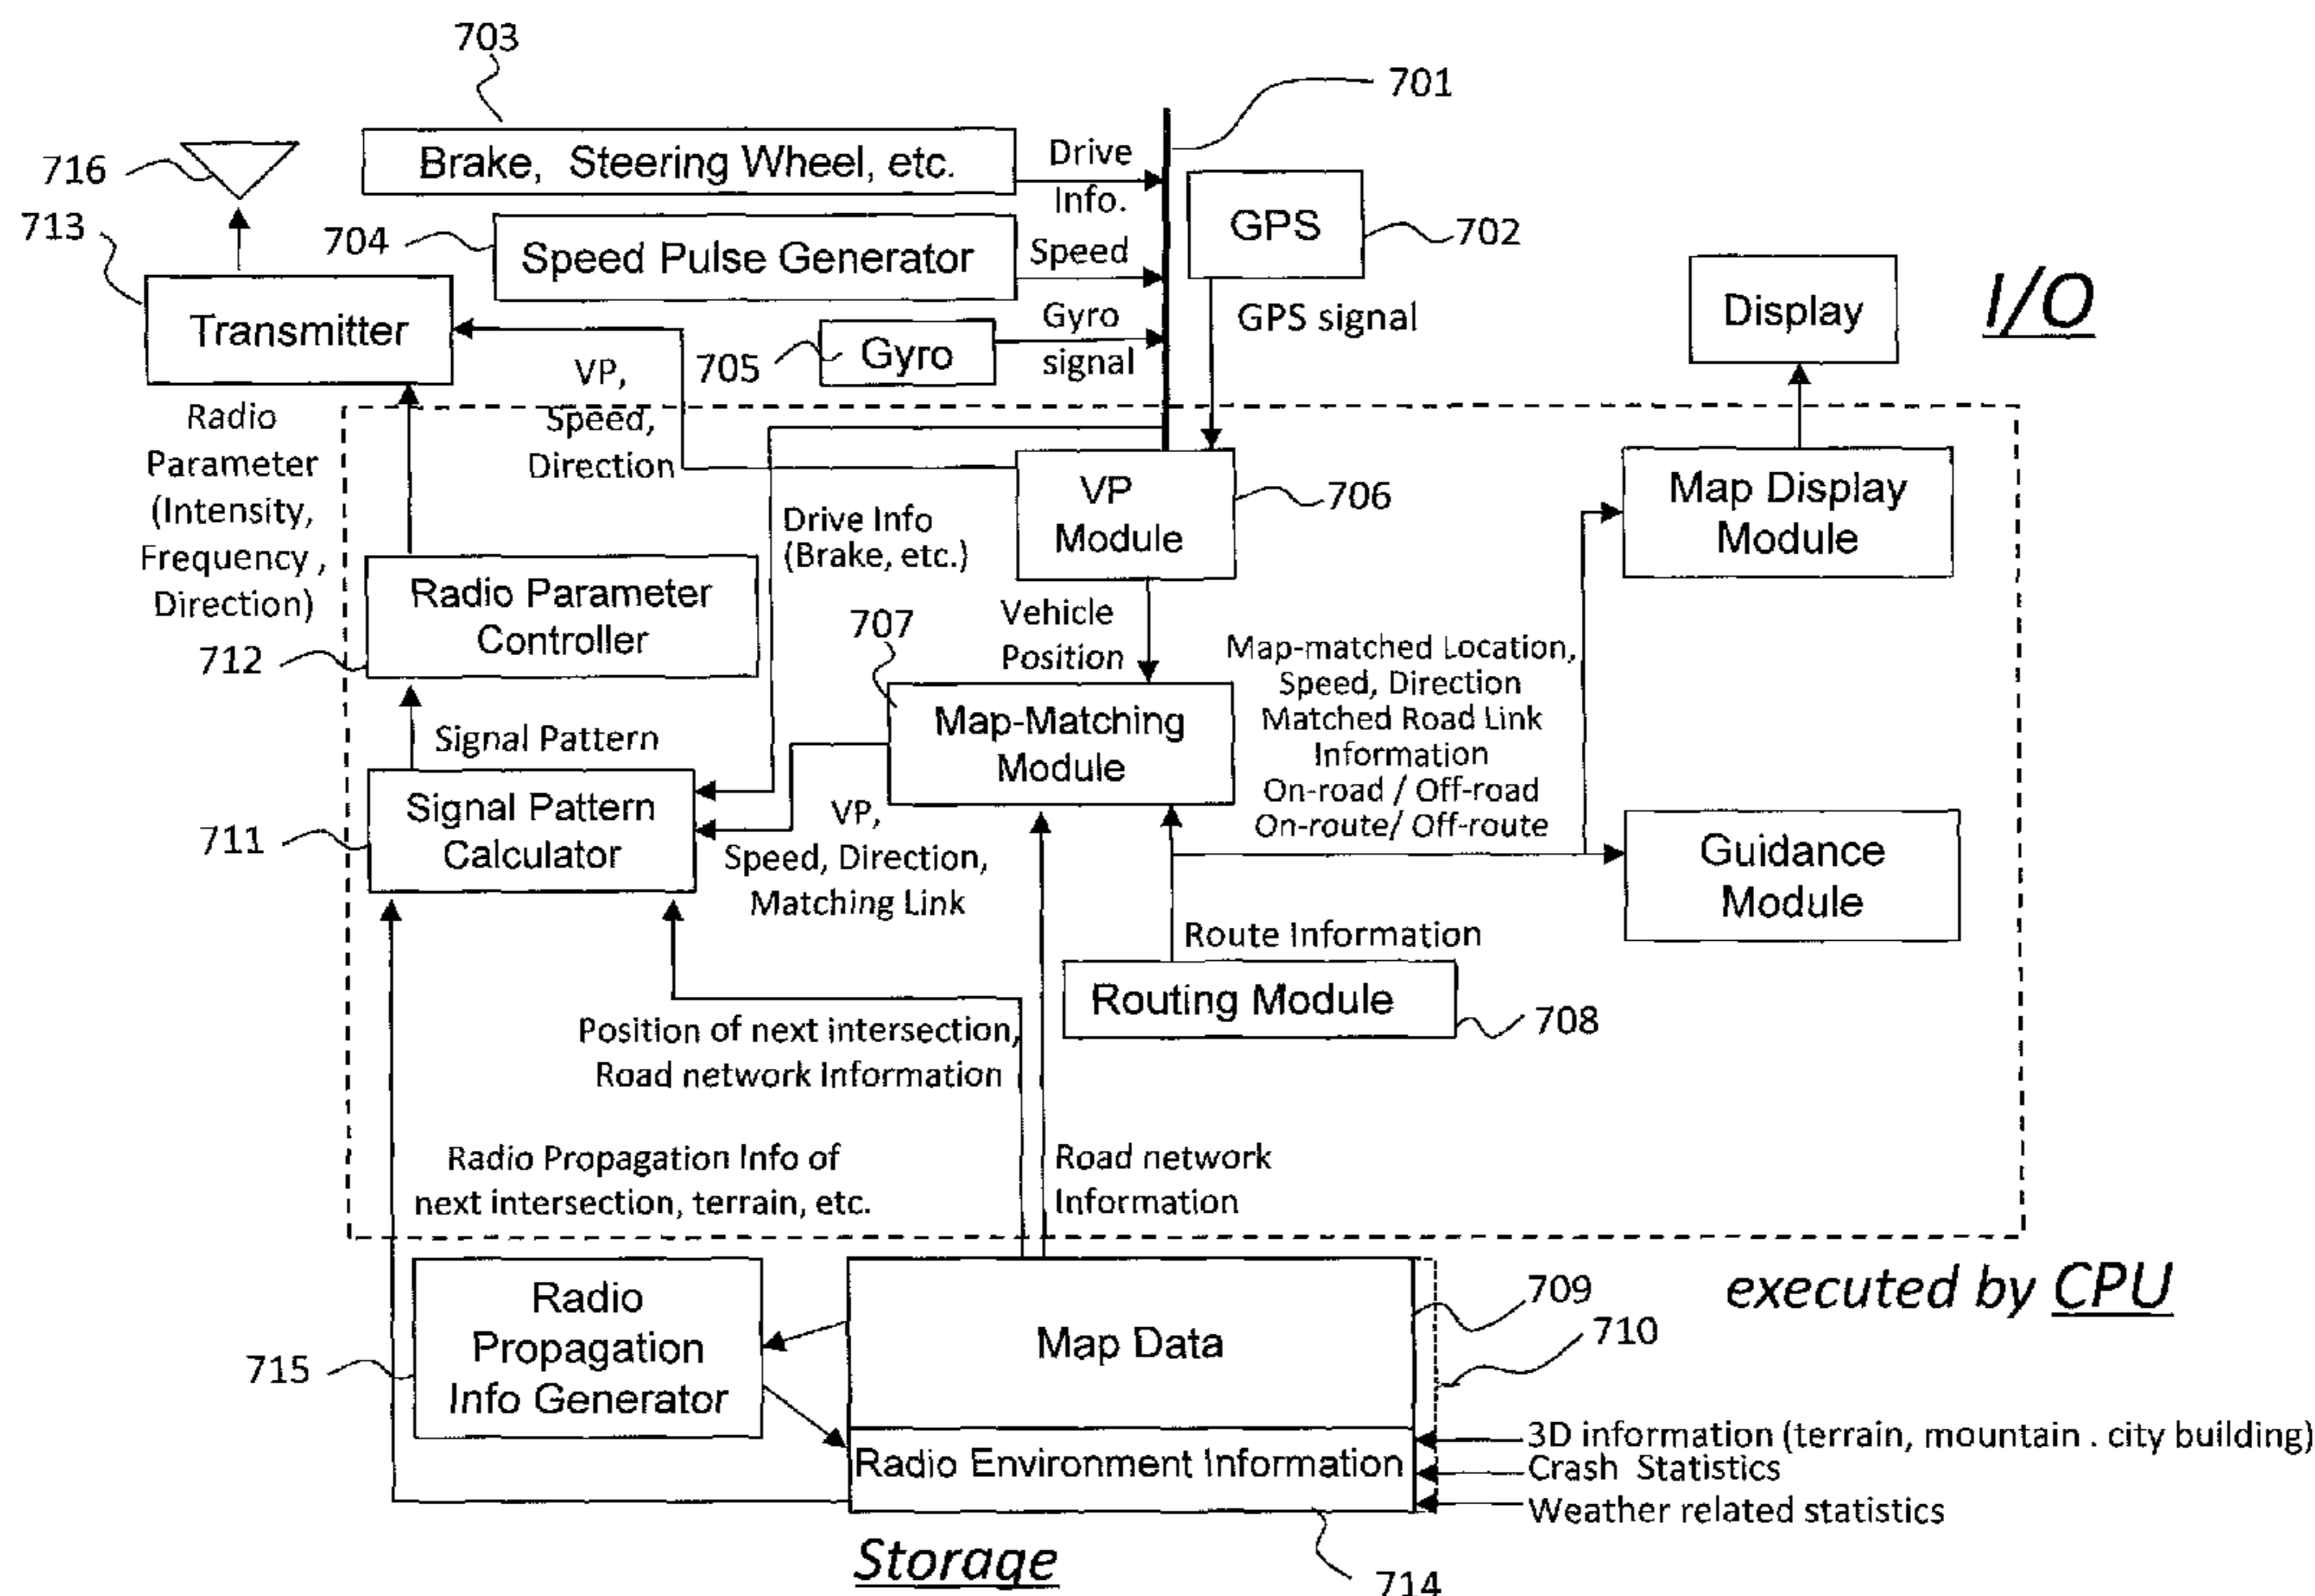 703
701
716
Brake, Steering Wheel, etc.
Drive
Info.
GPS
702
713
704
Speed Pulse Generator
Speed
GPS signal
Display
I/O
Transmitter
705
Gyro
Gyro
signal
VP,
Speed,
Direction
Radio
Parameter
(Intensity,
Frequency ,
Direction)
Drive Info
(Brake, etc.)
VP
Module
706
Map Display
Module
Radio Parameter
Controller
712
707
Vehicle
Position
Map-matched Location,
Speed, Direction
Matched Road Link
Information
On-road / Off-road
On-route/ Off-route
Map-Matching
Module
Signal Pattern
Signal Pattern
Calculator
711
VP,
Speed, Direction,
Matching Link
Guidance
Module
Route Information
Routing Module
708
Position of next intersection,
Road network Information
Radio Propagation Info of
next intersection, terrain, etc.
Road network
Information
Radio
Propagation
Info Generator
715
Map Data
709
710
executed by CPU
Radio Environment Information
3D information (terrain, mountain . city building)
Crash Statistics
Weather related statistics
Storage
714